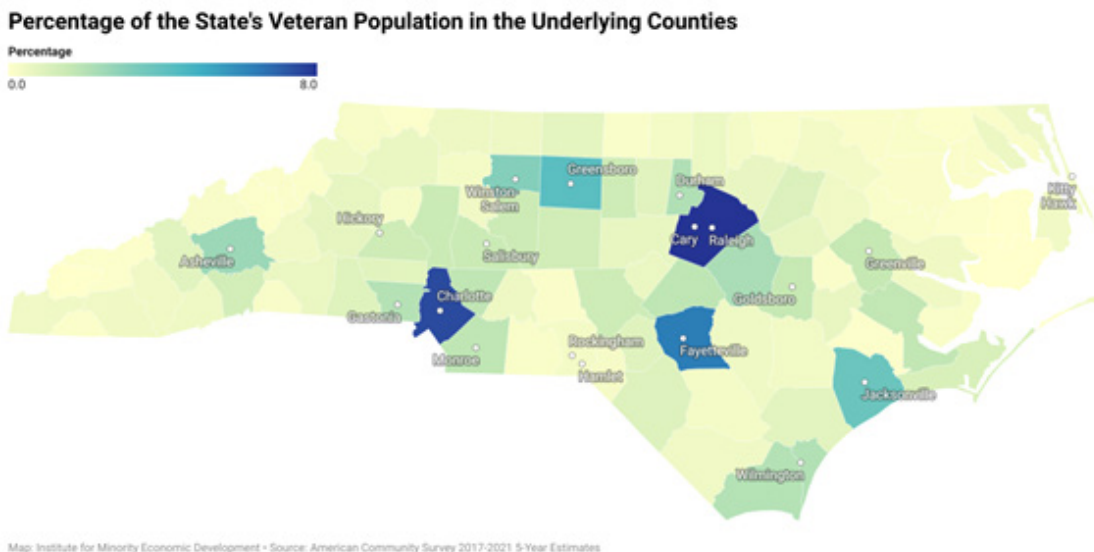 Percentage of the State's Veteran Population in the Underlying Counties
Percentage
0.0 8.0
Greensboro
Winston-
Salem
Durham
Kitty
Hawk
Hickory
Cary Raleigh
Asheville
Salisbury
Greenville
Charlotte
Goldsboro
Gastonia
Rockingham
Fayetteville
Monroe
Hamlet
Jacksonville
Wilmington
Map: Institute for Minority Economic Development • Source: American Community Survey 2017-2021 5-Year Estimates